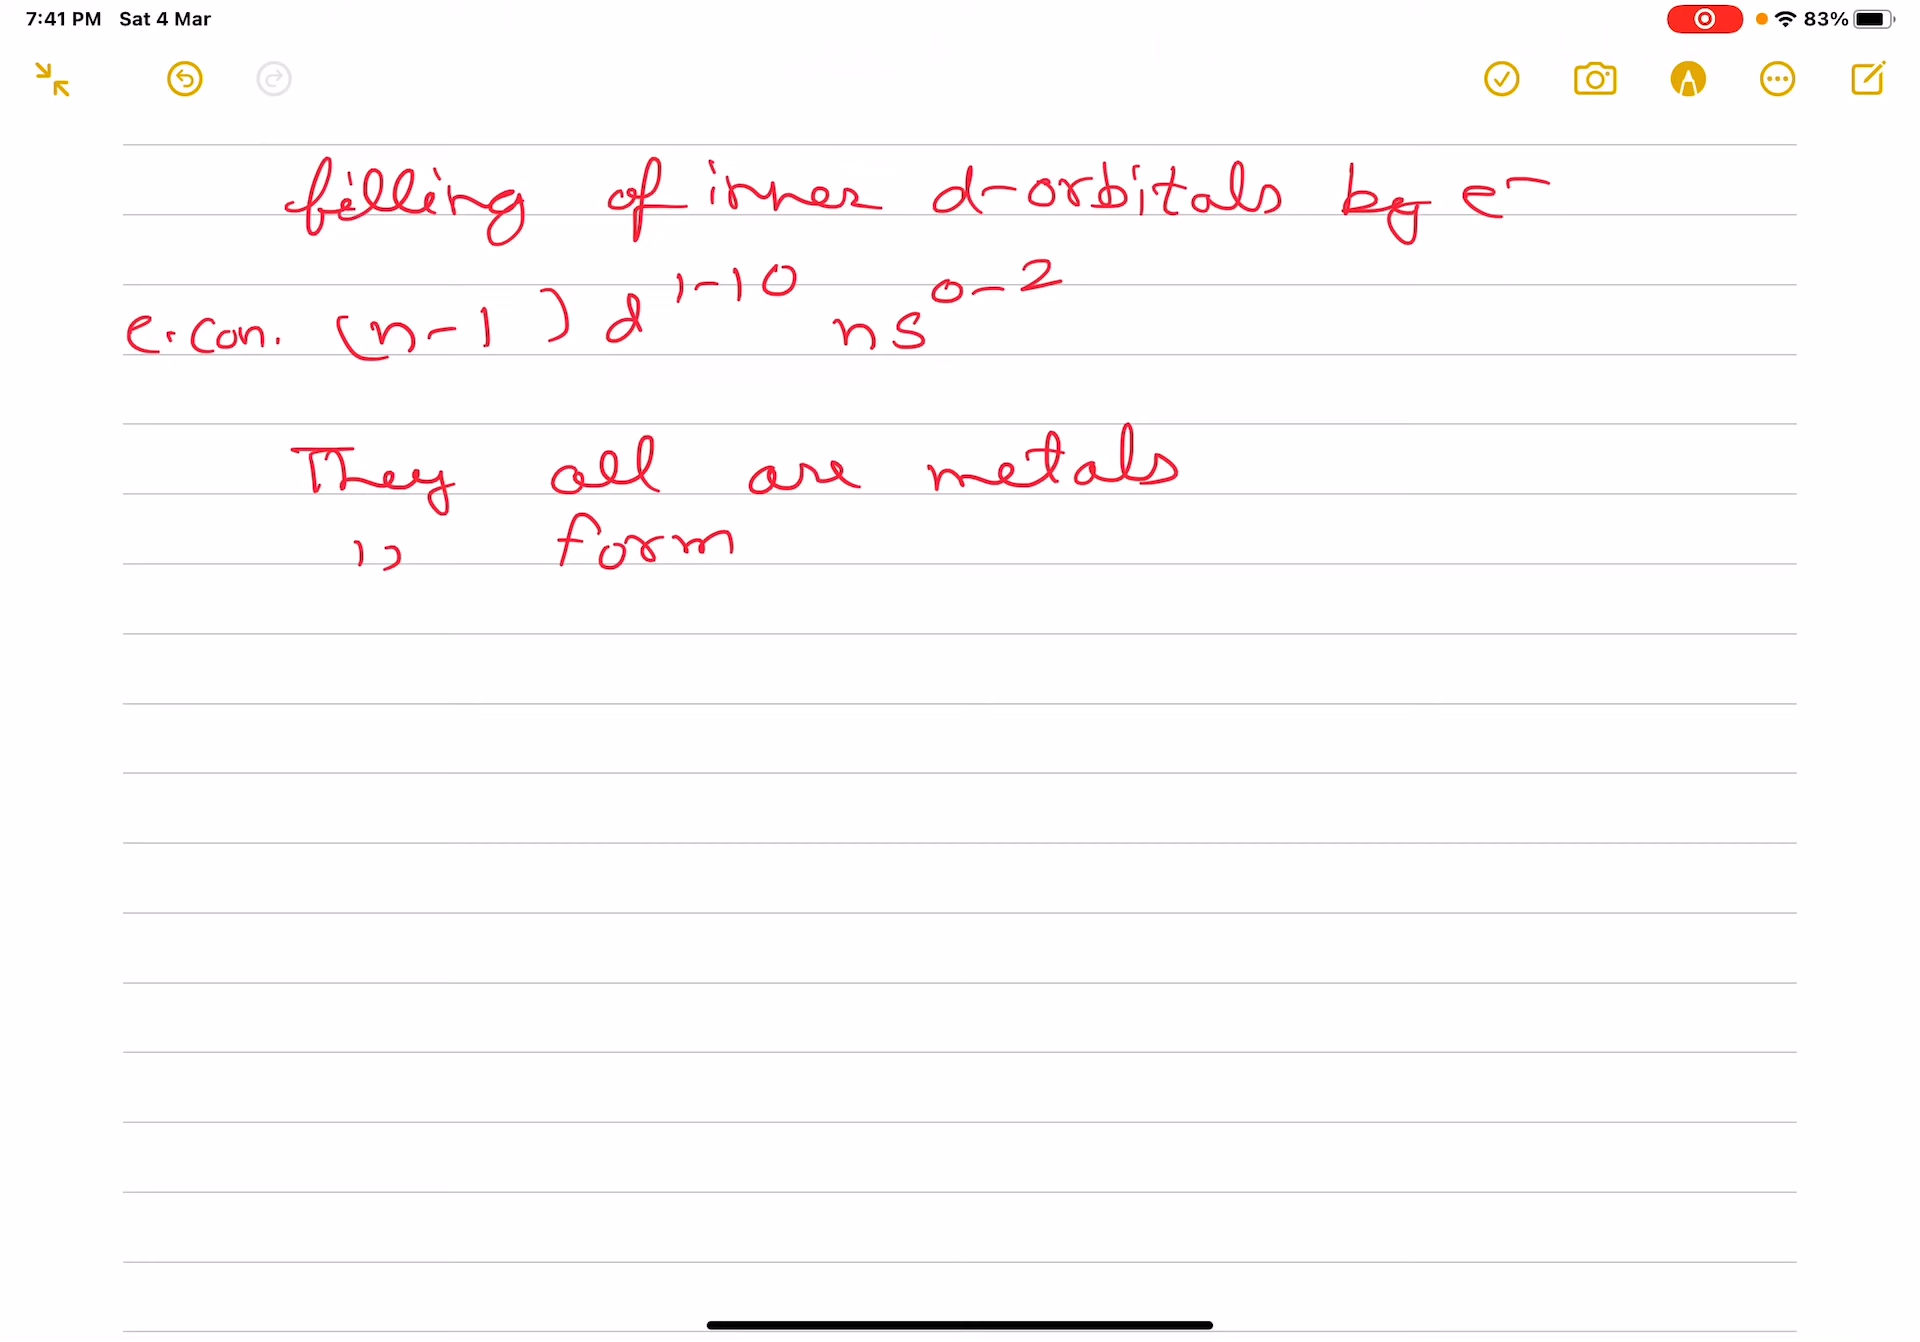 7:41 PM Sat 4 Mar 83%
filling of inner d-orbitals by e⁻
e.con. (n-1) d¹⁻¹⁰ ns⁰⁻²
They all are metals
,, form